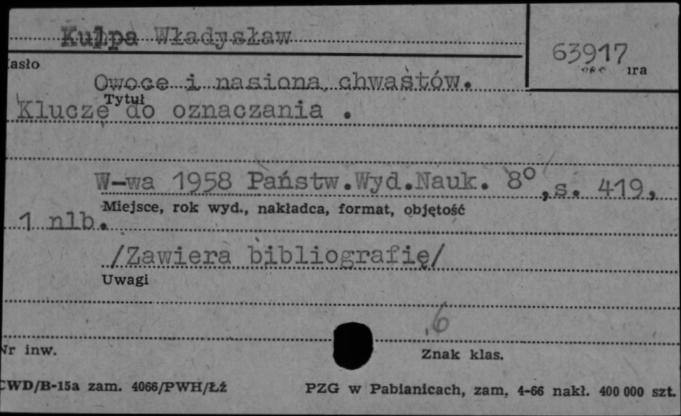 Kulpa Władysław
63917
asło
ara
Owoce i nasiona chwastów.
Tytuł
Klucze do oznaczania .
W-wa 1958 Państw.Wyd.Nauk. 8°,s. 419,
Miejsce, rok wyd., nakładca, format, objętość
1 nlb.
/Zawiera bibliografię/
Uwagi
6
Nr inw.
Znak klas.
CWD/B-15a zam. 4066/PWH/Łź
PZG w Pabianicach, zam. 4-66 nakł. 400 000 szt.